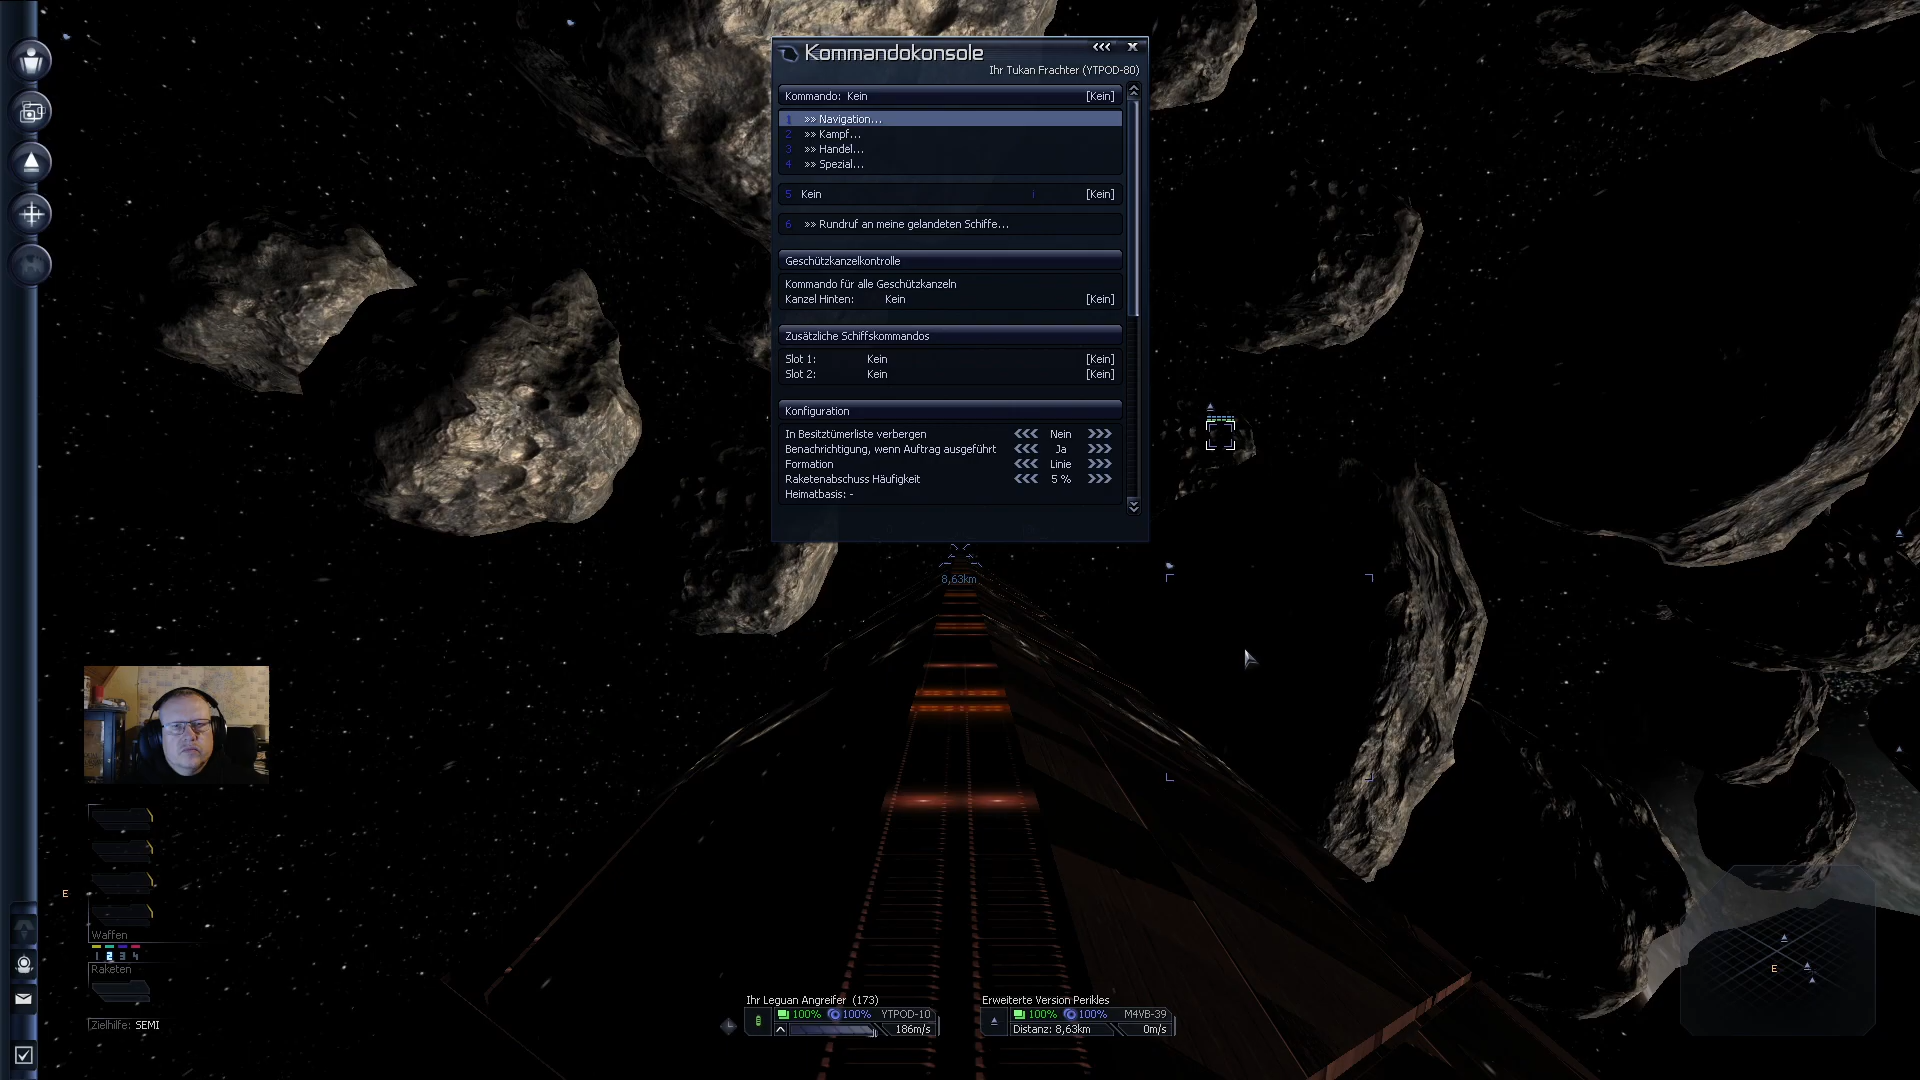 Kommandokonsole
Ihr Tukan Frachter (YTPOD-80)
Kommando: Kein [Kein]
1 »» Navigation...
2 »» Kampf...
3 »» Handel...
4 »» Spezial...
5 Kein i [Kein]
6 »» Rundruf an meine gelandeten Schiffe...
Geschützkanzelkontrolle
Kommando für alle Geschützkanzeln
Kanzel Hinten: Kein [Kein]
Zusätzliche Schiffskommandos
Slot 1: Kein [Kein]
Slot 2: Kein [Kein]
Konfiguration
In Besitztümerliste verbergen Nein
Benachrichtigung, wenn Auftrag ausgeführt Ja
Formation Linie
Raketenabschuss Häufigkeit 5 %
Heimatbasis: -
8,63km
E
Waffen
1 2 3 4
Raketen
Zielhilfe: SEMI
Ihr Leguan Angreifer (173)
100% 100% YTPOD-10
186m/s
Erweiterte Version Perikles
100% 100% M4VB-39
Distanz: 8,63km 0m/s
E